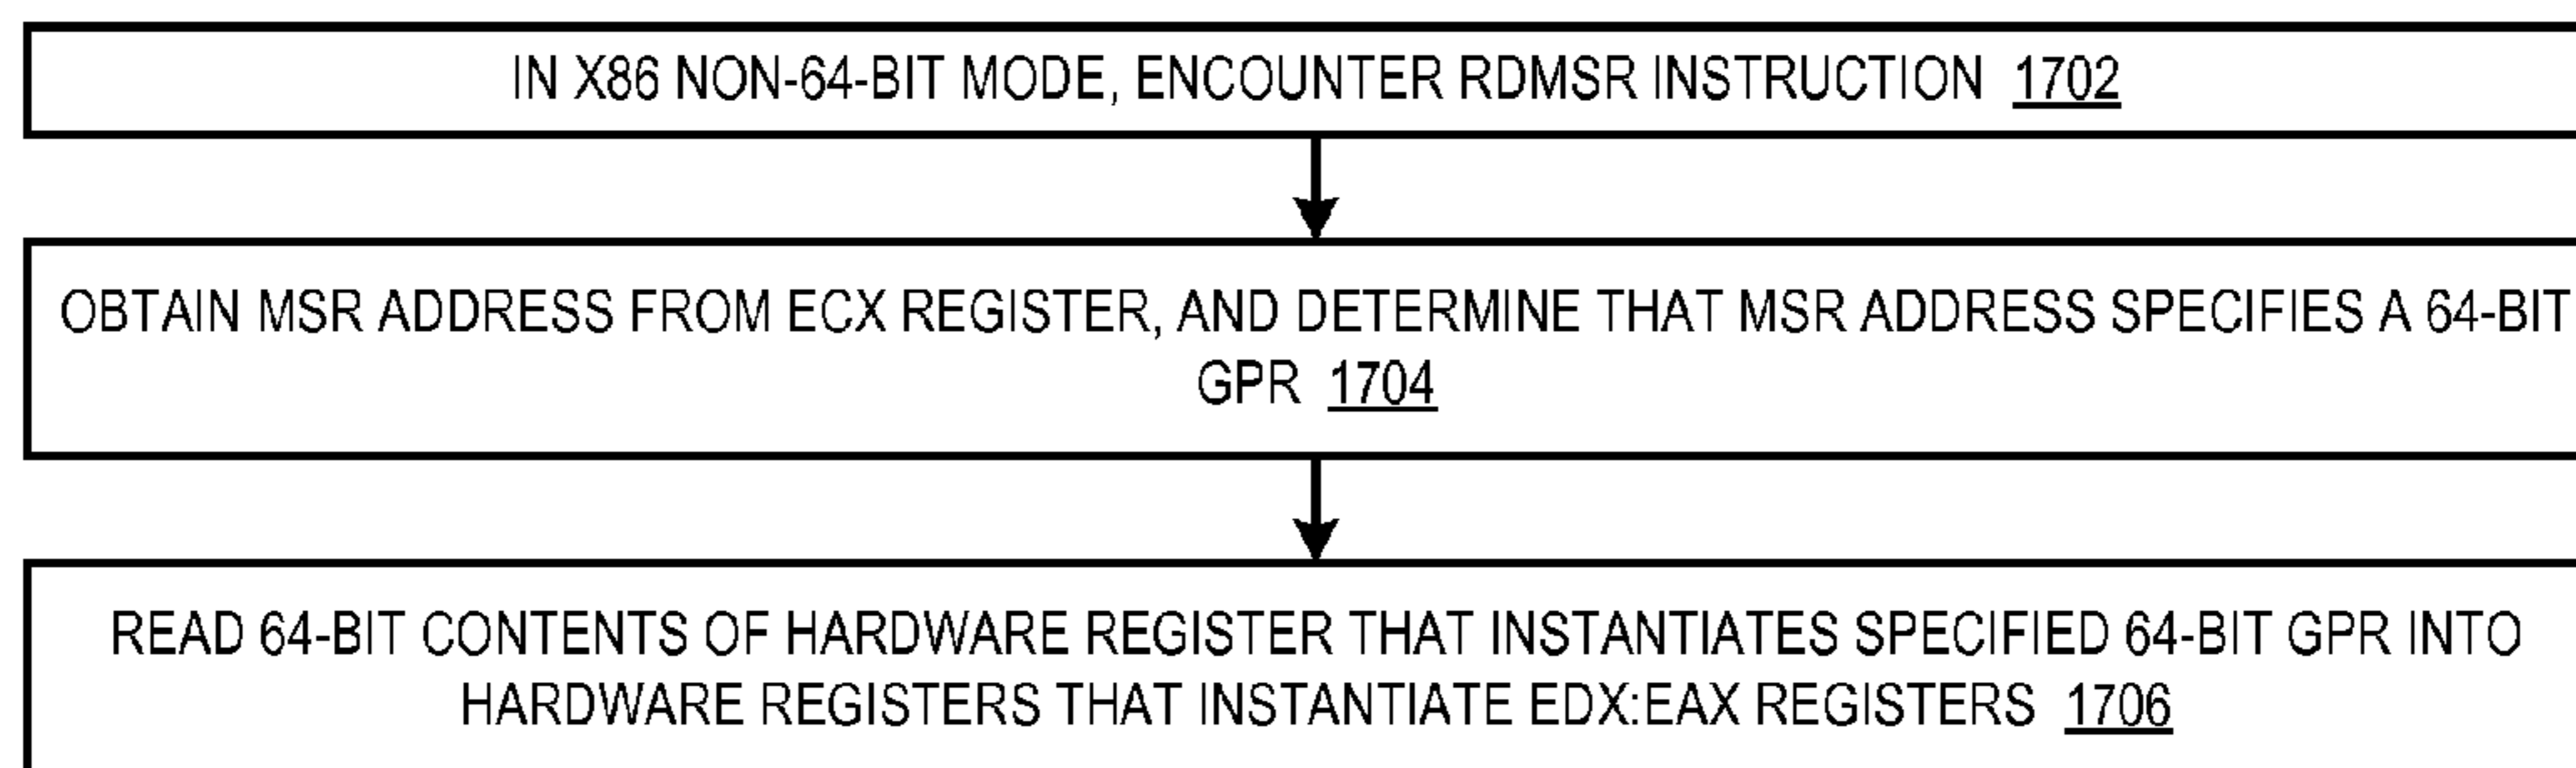 IN X86 NON-64-BIT MODE, ENCOUNTER RDMSR INSTRUCTION 1702
OBTAIN MSR ADDRESS FROM ECX REGISTER, AND DETERMINE THAT MSR ADDRESS SPECIFIES A 64-BIT
GPR 1704
READ 64-BIT CONTENTS OF HARDWARE REGISTER THAT INSTANTIATES SPECIFIED 64-BIT GPR INTO
HARDWARE REGISTERS THAT INSTANTIATE EDX:EAX REGISTERS 1706